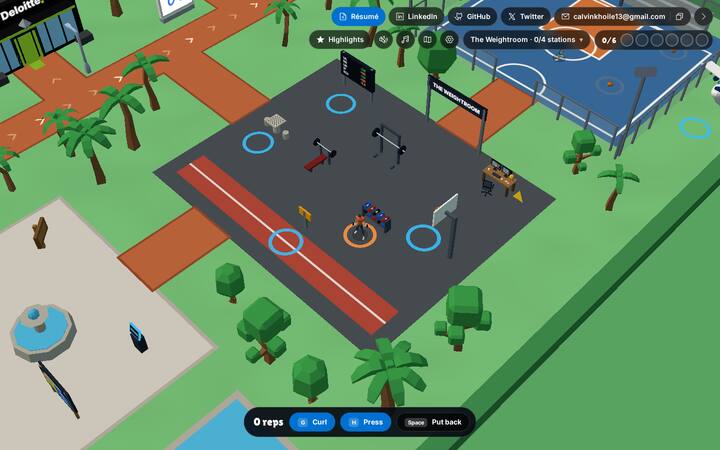 Résumé
LinkedIn
GitHub
Twitter
calvinkhoile13@gmail.com
Highlights
The Weightroom · 0/4 stations
0/6
Deloitte.
THE WEIGHTROOM
0 reps
G Curl
H Press
Space Put back